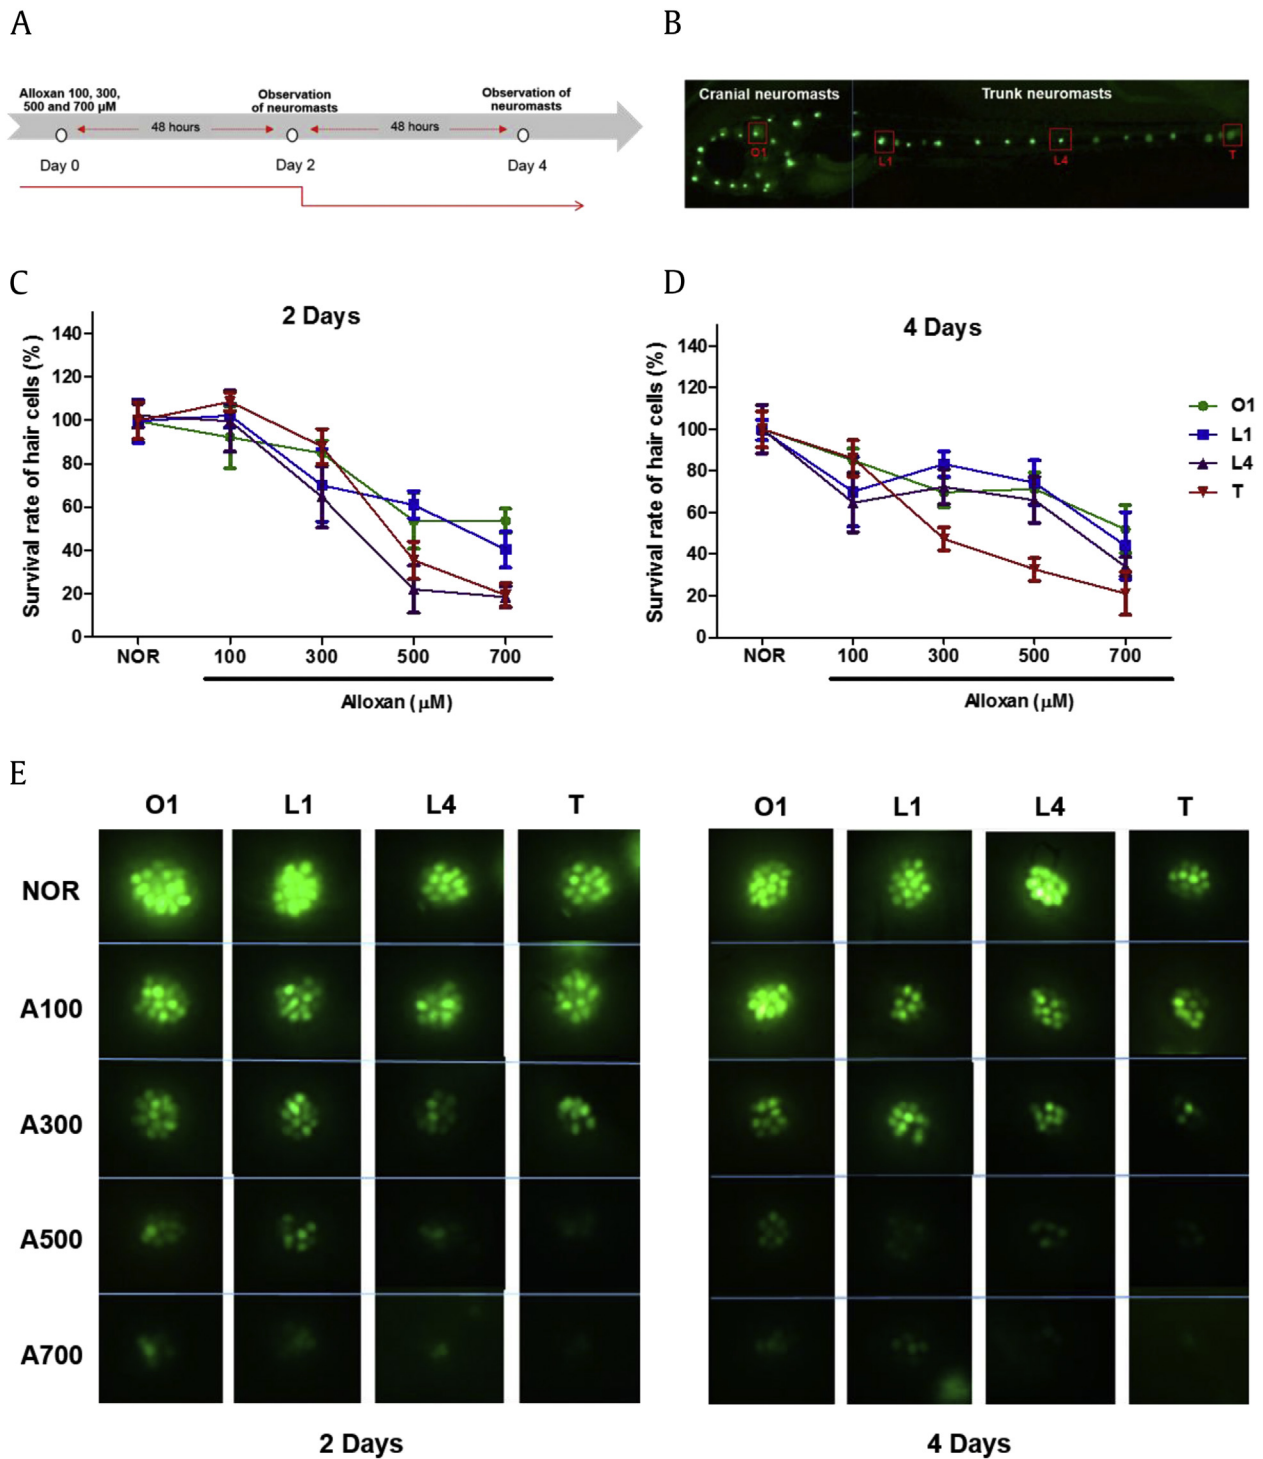 A
Alloxan 100, 300,
500 and 700 µM
Observation
of neuromasts
Observation of
neuromasts
48 hours
48 hours
Day 0
Day 2
Day 4
B
Cranial neuromasts
Trunk neuromasts
O1
L1
L4
T
C
2 Days
Survival rate of hair cells (%)
140
120
100
80
60
40
20
0
NOR
100
300
500
700
Alloxan (µM)
D
4 Days
Survival rate of hair cells (%)
140
120
100
80
60
40
20
0
NOR
100
300
500
700
Alloxan (µM)
O1
L1
L4
T
E
O1
L1
L4
T
O1
L1
L4
T
NOR
A100
A300
A500
A700
2 Days
4 Days